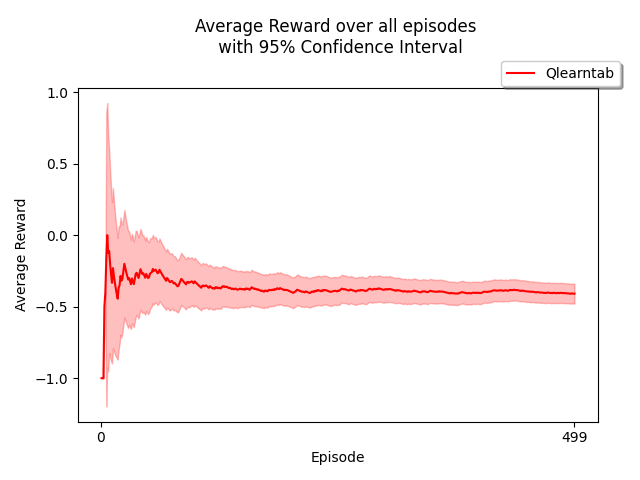 Average Reward over all episodes
with 95% Confidence Interval
Qlearntab
1.0
0.5
0.0
−0.5
−1.0
Average Reward
0
499
Episode